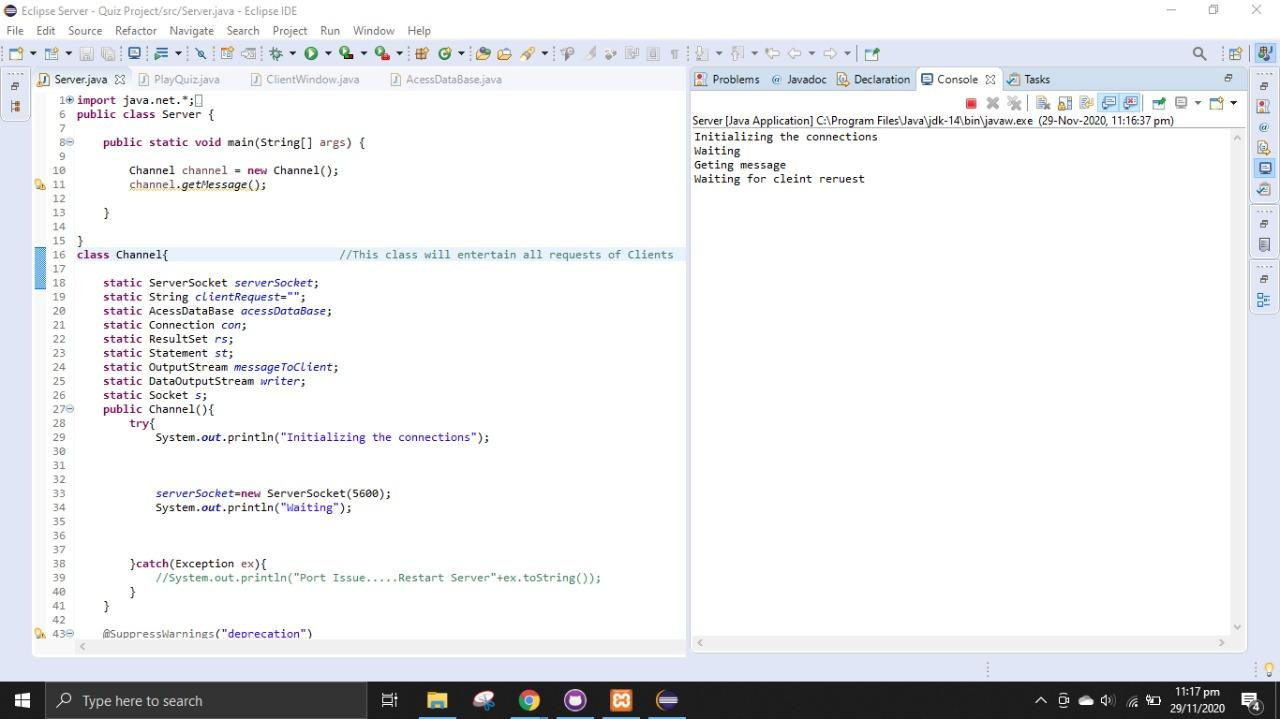 Eclipse Server - Quiz Project/src/Server.java - Eclipse IDE
File Edit Source Refactor Navigate Search Project Run Window Help
Server.java PlayQuiz.java ClientWindow.java AcessDataBase.java
1 import java.net.*;
6 public class Server {
7
8 public static void main(String[] args) {
9
10 Channel channel = new Channel();
11 channel.getMessage();
12
13 }
14
15 }
16 class Channel{ //This class will entertain all requests of Clients
17
18 static ServerSocket serverSocket;
19 static String clientRequest="";
20 static AcessDataBase acessDataBase;
21 static Connection con;
22 static ResultSet rs;
23 static Statement st;
24 static OutputStream messageToClient;
25 static DataOutputStream writer;
26 static Socket s;
27 public Channel(){
28 try{
29 System.out.println("Initializing the connections");
30
31
32
33 serverSocket=new ServerSocket(5600);
34 System.out.println("Waiting");
35
36
37
38 }catch(Exception ex){
39 //System.out.println("Port Issue.....Restart Server"+ex.toString());
40 }
41 }
42
43 @SuppressWarnings("deprecation")
Problems @ Javadoc Declaration Console Tasks
Server [Java Application] C:\Program Files\Java\jdk-14\bin\javaw.exe (29-Nov-2020, 11:16:37 pm)
Initializing the connections
Waiting
Geting message
Waiting for cleint reruest
Type here to search
11:17 pm
29/11/2020
4